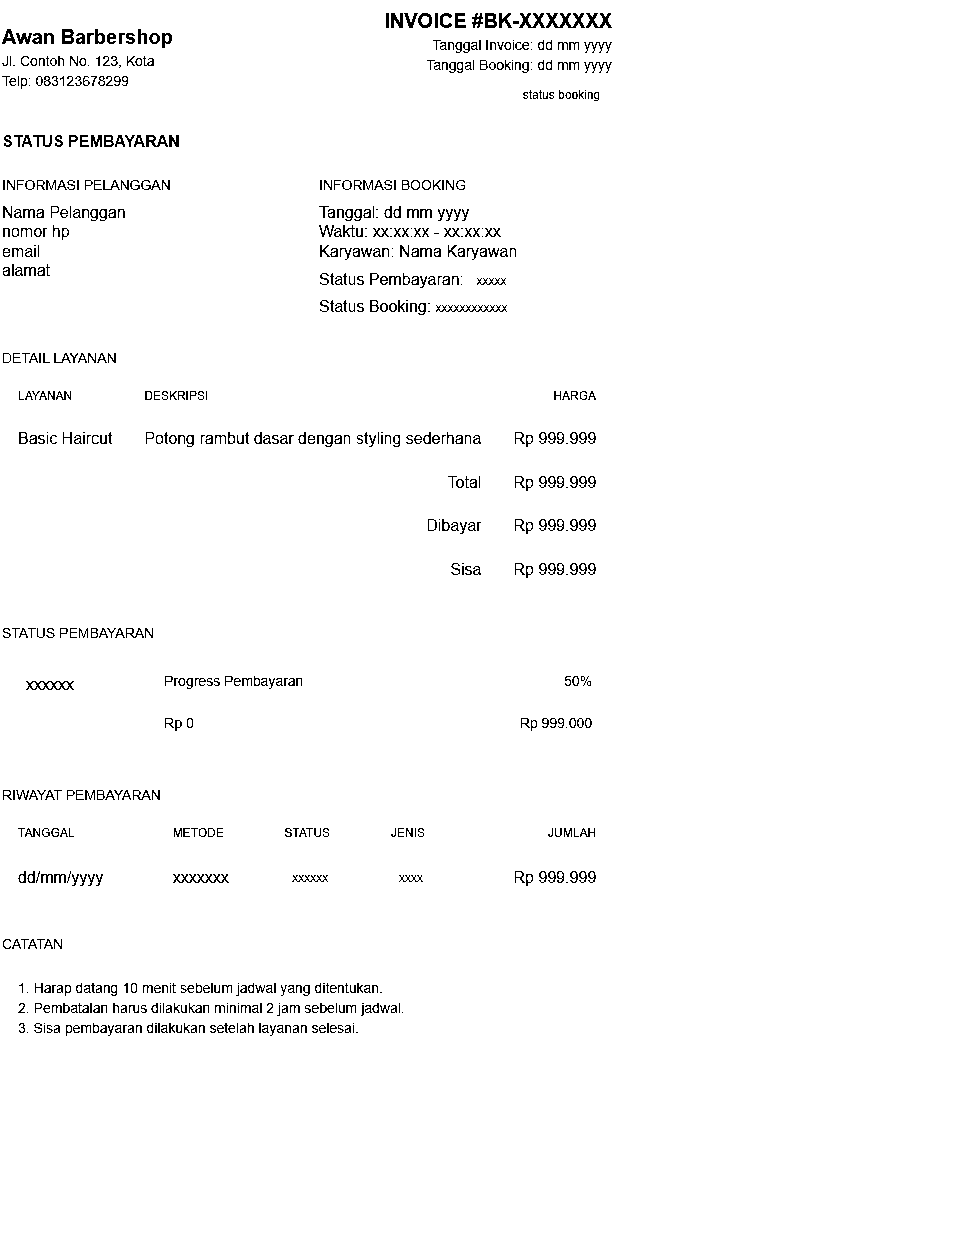 Awan Barbershop
Jl. Contoh No. 123, Kota
Telp: 083123678299
INVOICE #BK-XXXXXXX
Tanggal Invoice: dd mm yyyy
Tanggal Booking: dd mm yyyy
status booking
STATUS PEMBAYARAN
INFORMASI PELANGGAN
Nama Pelanggan
nomor hp
email
alamat
INFORMASI BOOKING
Tanggal: dd mm yyyy
Waktu: xx:xx:xx - xx:xx:xx
Karyawan: Nama Karyawan
Status Pembayaran: xxxxx
Status Booking: xxxxxxxxxxxx
DETAIL LAYANAN
LAYANAN DESKRIPSI HARGA
Basic Haircut Potong rambut dasar dengan styling sederhana Rp 999.999
Total Rp 999.999
Dibayar Rp 999.999
Sisa Rp 999.999
STATUS PEMBAYARAN
xxxxxx Progress Pembayaran 50%
Rp 0 Rp 999.000
RIWAYAT PEMBAYARAN
TANGGAL METODE STATUS JENIS JUMLAH
dd/mm/yyyy xxxxxxx xxxxxx xxxx Rp 999.999
CATATAN
1. Harap datang 10 menit sebelum jadwal yang ditentukan.
2. Pembatalan harus dilakukan minimal 2 jam sebelum jadwal.
3. Sisa pembayaran dilakukan setelah layanan selesai.